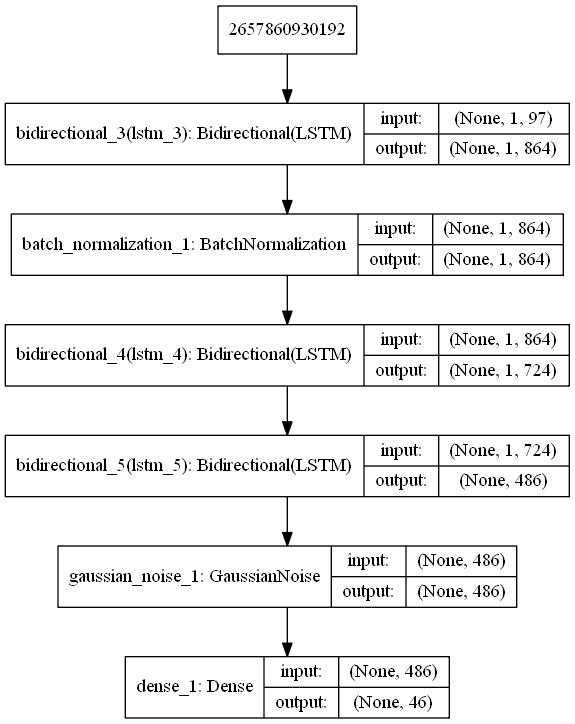 2657860930192
bidirectional_3(lstm_3): Bidirectional(LSTM)
input: (None, 1, 97)
output: (None, 1, 864)
batch_normalization_1: BatchNormalization
input: (None, 1, 864)
output: (None, 1, 864)
bidirectional_4(lstm_4): Bidirectional(LSTM)
input: (None, 1, 864)
output: (None, 1, 724)
bidirectional_5(lstm_5): Bidirectional(LSTM)
input: (None, 1, 724)
output: (None, 486)
gaussian_noise_1: GaussianNoise
input: (None, 486)
output: (None, 486)
dense_1: Dense
input: (None, 486)
output: (None, 46)